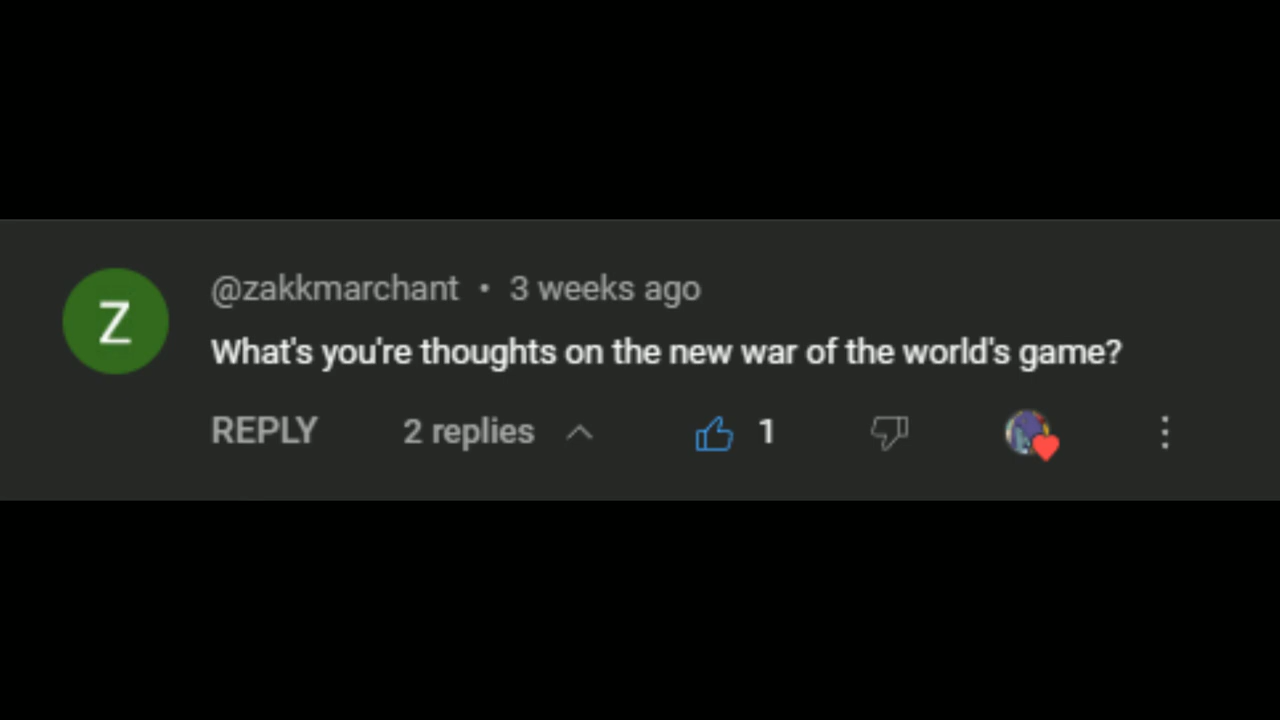 Z
@zakkmarchant • 3 weeks ago
What's you're thoughts on the new war of the world's game?
REPLY 2 replies 1